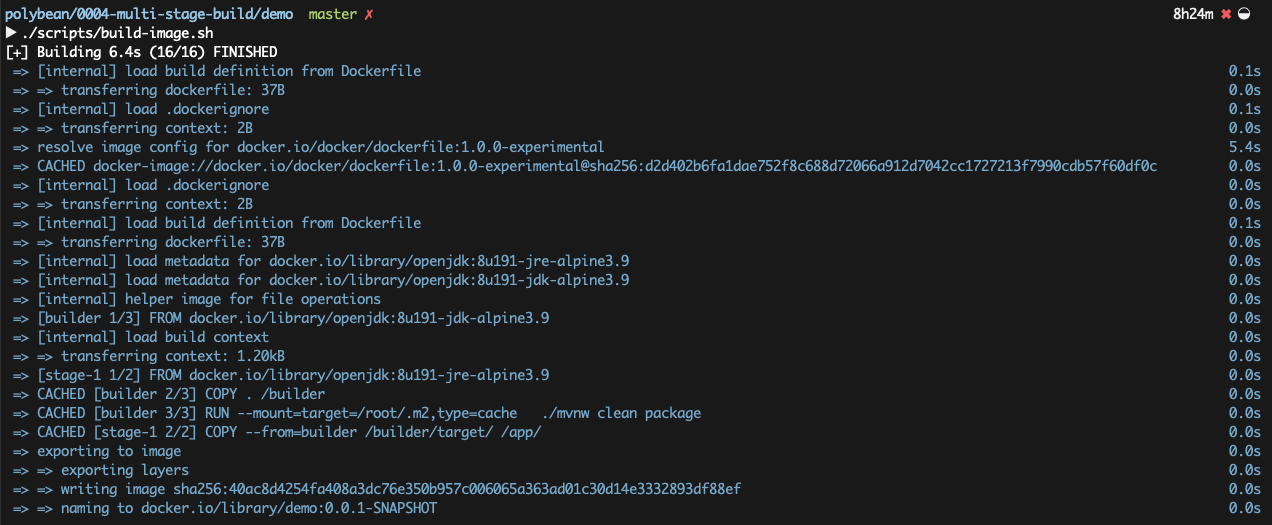 polybean/0004-multi-stage-build/demo master ✗ 8h24m ✖
./scripts/build-image.sh
[+] Building 6.4s (16/16) FINISHED
=> [internal] load build definition from Dockerfile 0.1s
=> => transferring dockerfile: 37B 0.0s
=> [internal] load .dockerignore 0.1s
=> => transferring context: 2B 0.0s
=> resolve image config for docker.io/docker/dockerfile:1.0.0-experimental 5.4s
=> CACHED docker-image://docker.io/docker/dockerfile:1.0.0-experimental@sha256:d2d402b6fa1dae752f8c688d72066a912d7042cc1727213f7990cdb57f60df0c 0.0s
=> [internal] load .dockerignore 0.0s
=> => transferring context: 2B 0.0s
=> [internal] load build definition from Dockerfile 0.1s
=> => transferring dockerfile: 37B 0.0s
=> [internal] load metadata for docker.io/library/openjdk:8u191-jre-alpine3.9 0.0s
=> [internal] load metadata for docker.io/library/openjdk:8u191-jdk-alpine3.9 0.0s
=> [internal] helper image for file operations 0.0s
=> [builder 1/3] FROM docker.io/library/openjdk:8u191-jdk-alpine3.9 0.0s
=> [internal] load build context 0.0s
=> => transferring context: 1.20kB 0.0s
=> [stage-1 1/2] FROM docker.io/library/openjdk:8u191-jre-alpine3.9 0.0s
=> CACHED [builder 2/3] COPY . /builder 0.0s
=> CACHED [builder 3/3] RUN --mount=target=/root/.m2,type=cache ./mvnw clean package 0.0s
=> CACHED [stage-1 2/2] COPY --from=builder /builder/target/ /app/ 0.0s
=> exporting to image 0.0s
=> => exporting layers 0.0s
=> => writing image sha256:40ac8d4254fa408a3dc76e350b957c006065a363ad01c30d14e3332893df88ef 0.0s
=> => naming to docker.io/library/demo:0.0.1-SNAPSHOT 0.0s